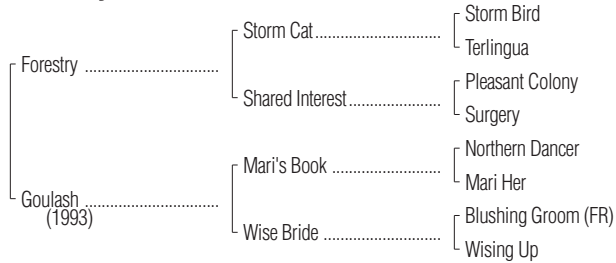 Storm Bird
Storm Cat..............................
Terlingua
Forestry ................................
Pleasant Colony
Shared Interest......................
Surgery
Northern Dancer
Mari's Book ..........................
Mari Her
Goulash................................
(1993)
Blushing Groom (FR)
Wise Bride ............................
Wising Up